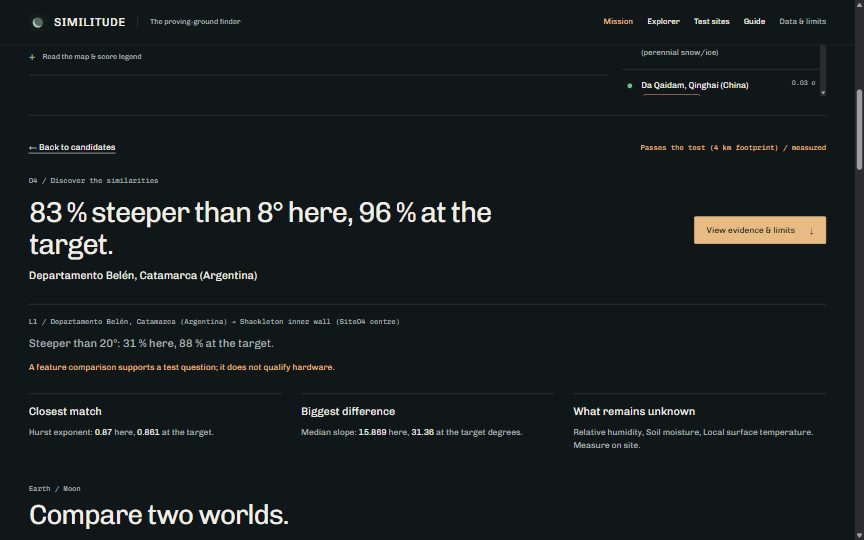 SIMILITUDE
The proving-ground finder
Mission
Explorer
Test sites
Guide
Data & limits
+ Read the map & score legend
(perennial snow/ice)
Da Qaidam, Qinghai (China)
0.03 σ
← Back to candidates
Passes the test (4 km footprint) / measured
04 / Discover the similarities
83 % steeper than 8° here, 96 % at the
target.
View evidence & limits ↓
Departamento Belén, Catamarca (Argentina)
L1 / Departamento Belén, Catamarca (Argentina) → Shackleton inner wall (Site04 centre)
Steeper than 20°: 31 % here, 88 % at the target.
A feature comparison supports a test question; it does not qualify hardware.
Closest match
Hurst exponent: 0.87 here, 0.861 at the target.
Biggest difference
Median slope: 15.869 here, 31.36 at the target degrees.
What remains unknown
Relative humidity, Soil moisture, Local surface temperature.
Measure on site.
Earth / Moon
Compare two worlds.